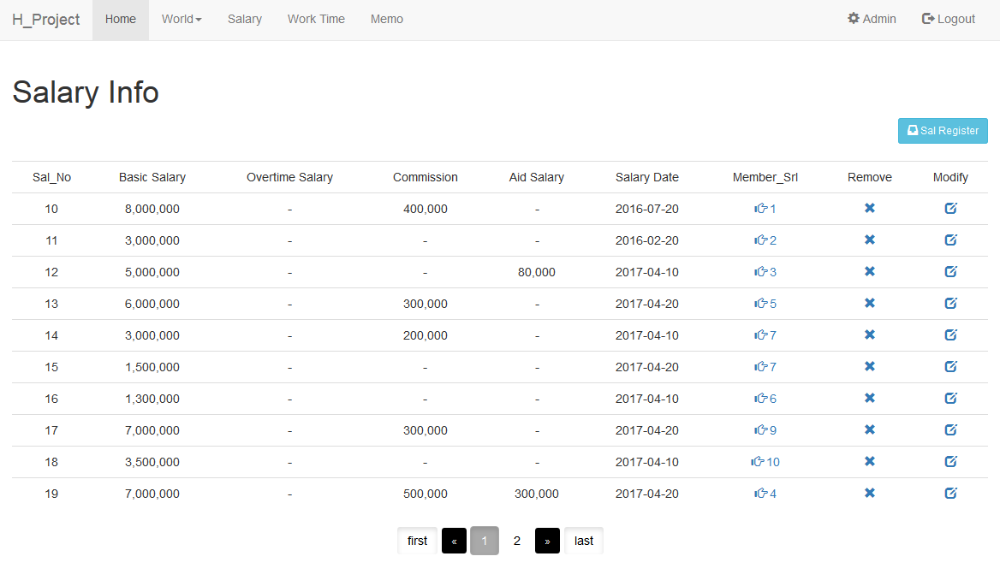 H_Project Home World Salary Work Time Memo Admin Logout
Salary Info
Sal Register
Sal_No Basic Salary Overtime Salary Commission Aid Salary Salary Date Member_Srl Remove Modify
10 8,000,000 - 400,000 - 2016-07-20 1
11 3,000,000 - - - 2016-02-20 2
12 5,000,000 - - 80,000 2017-04-10 3
13 6,000,000 - 300,000 - 2017-04-20 5
14 3,000,000 - 200,000 - 2017-04-10 7
15 1,500,000 - - - 2017-04-20 7
16 1,300,000 - - - 2017-04-10 6
17 7,000,000 - 300,000 - 2017-04-20 9
18 3,500,000 - - - 2017-04-10 10
19 7,000,000 - 500,000 300,000 2017-04-20 4
first « 1 2 » last